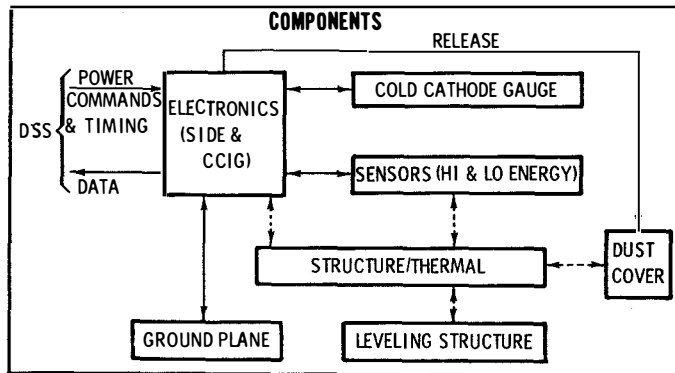 COMPONENTS
RELEASE
POWER
COMMANDS
& TIMING
D'SS
DATA
ELECTRONICS
(SIDE &
CCIG)
COLD CATHODE GAUGE
SENSORS (HI & LO ENERGY)
STRUCTURE/THERMAL
DUST
COVER
GROUND PLANE
LEVELING STRUCTURE